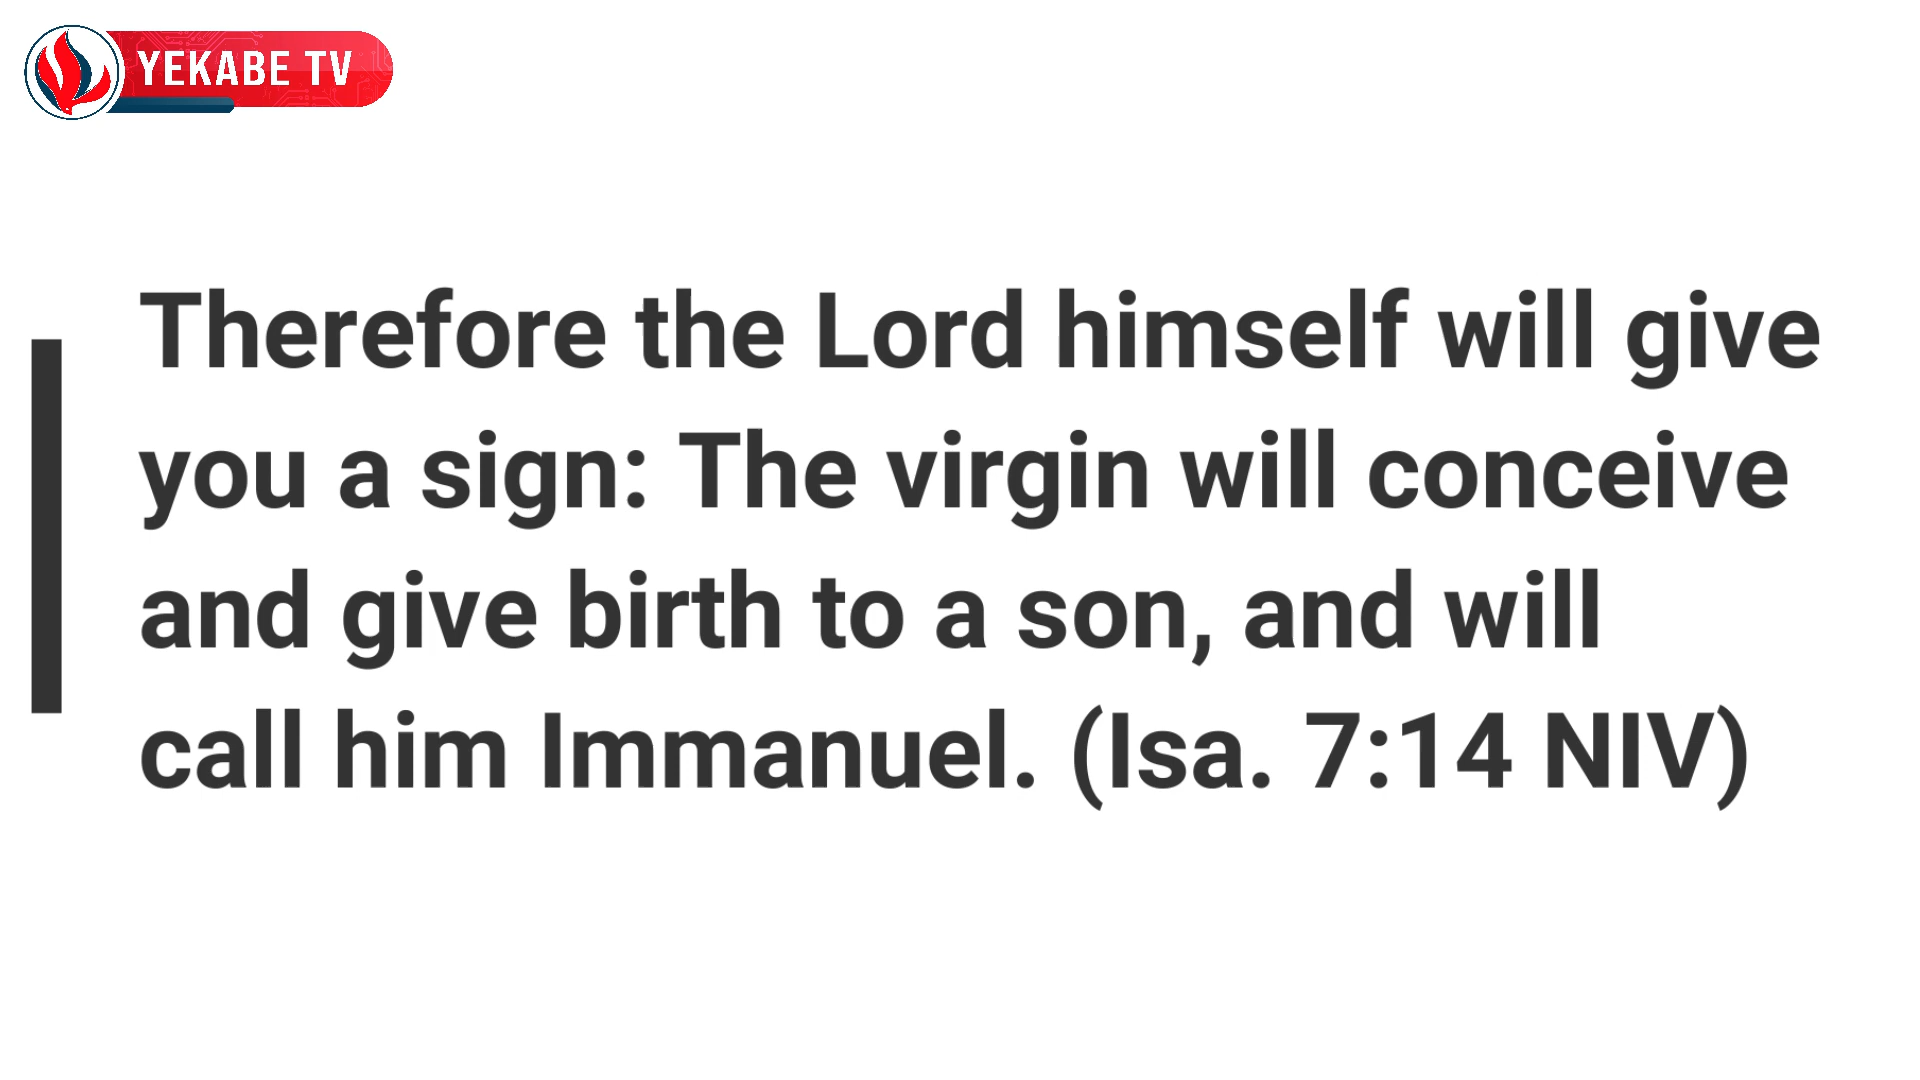 YEKABE TV
Therefore the Lord himself will give
you a sign: The virgin will conceive
and give birth to a son, and will
call him Immanuel. (Isa. 7:14 NIV)